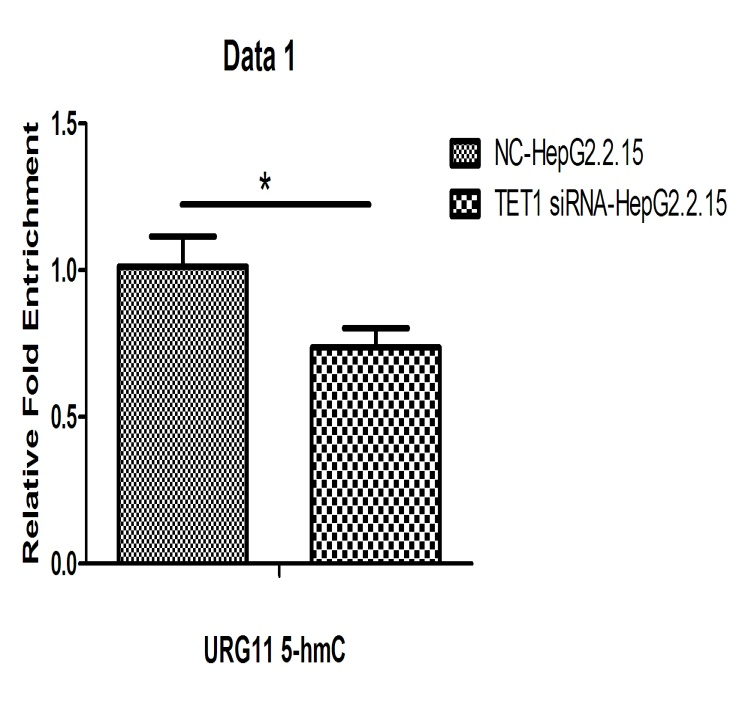 Data 1
Relative Fold Entrichment
1.5
1.0
0.5
0.0
*
NC-HepG2.2.15
TET1 siRNA-HepG2.2.15
URG11 5-hmC